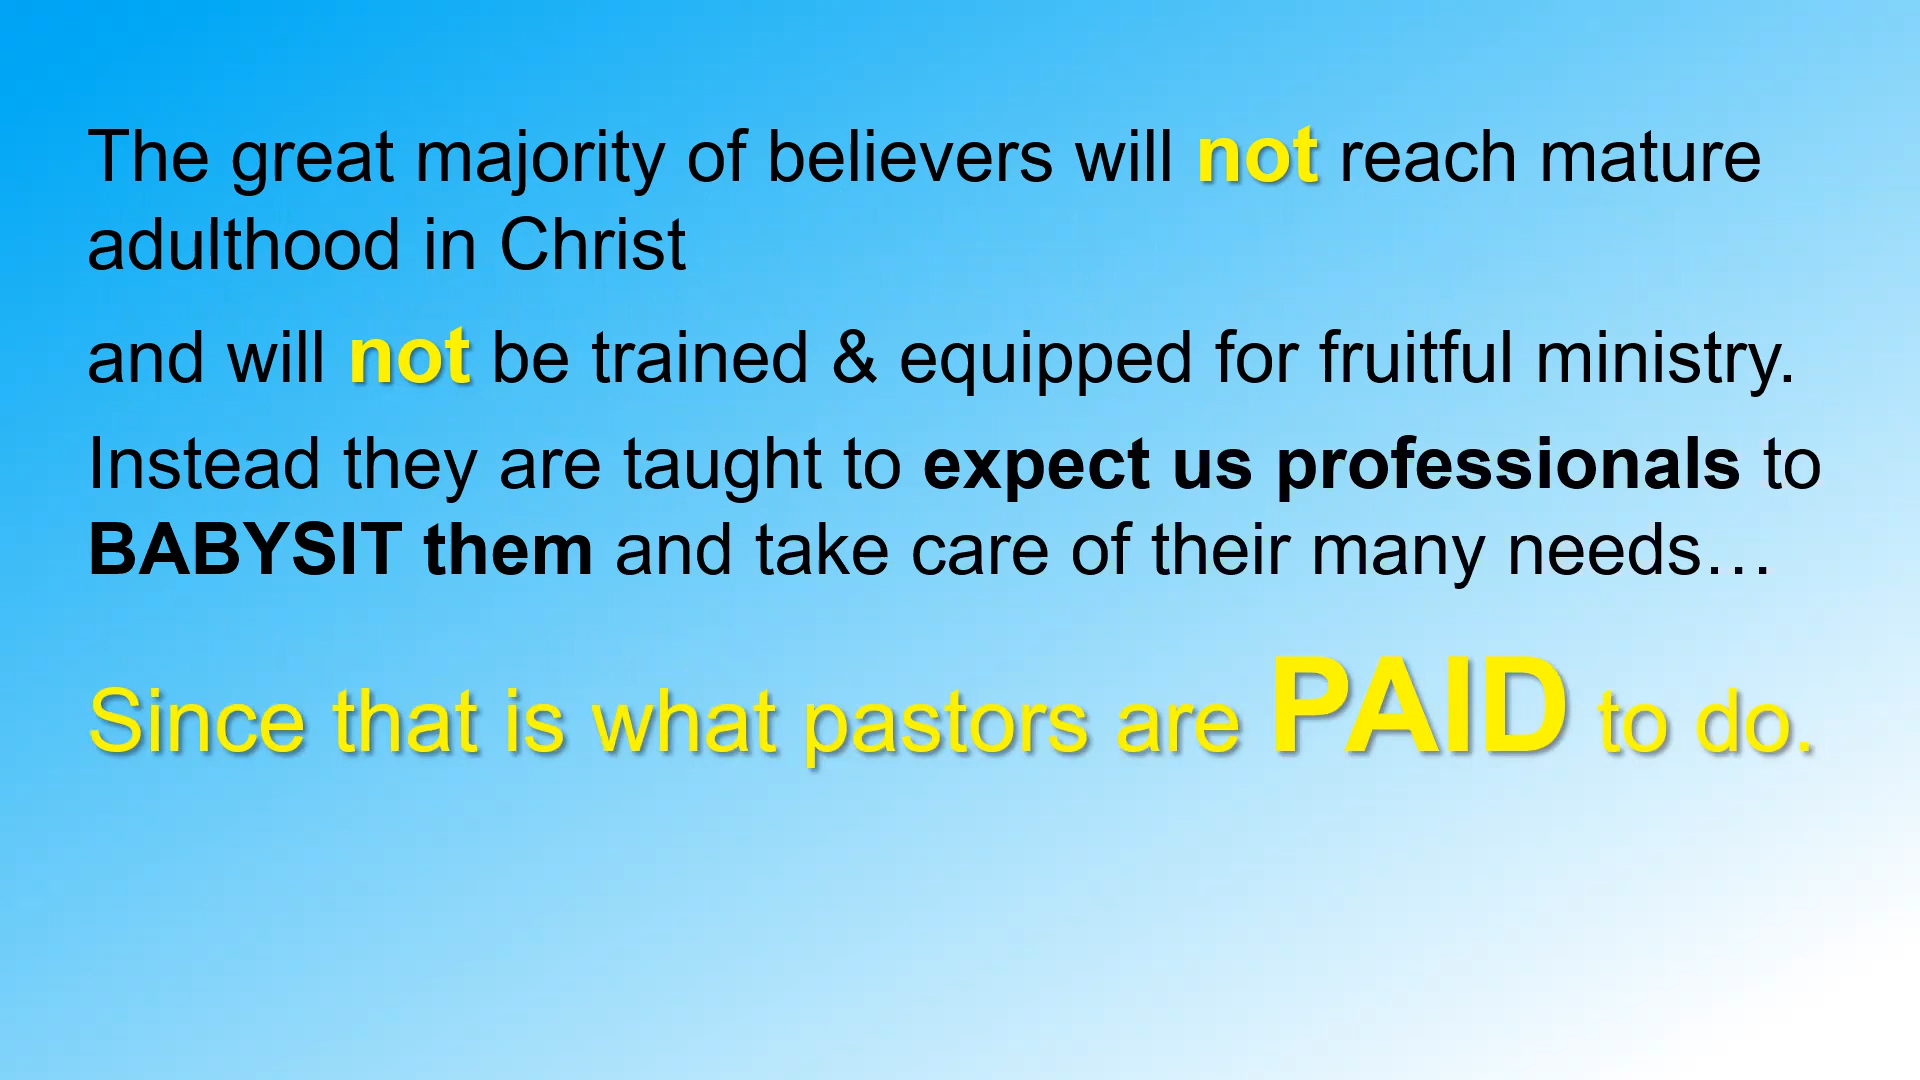 The great majority of believers will not reach mature
adulthood in Christ
and will not be trained & equipped for fruitful ministry.
Instead they are taught to expect us professionals to
BABYSIT them and take care of their many needs…
Since that is what pastors are PAID to do.